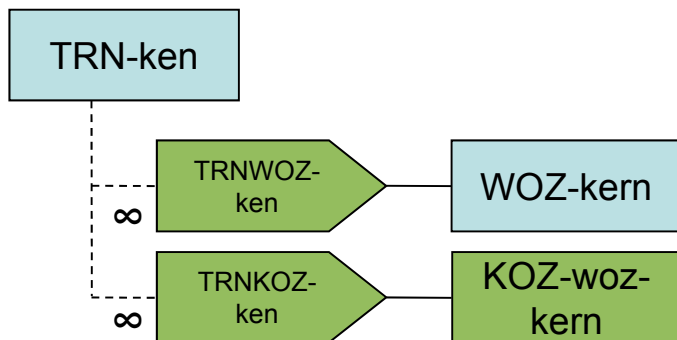 TRN-ken
TRNWOZ-
ken
WOZ-kern
∞
TRNKOZ-
ken
KOZ-woz-
kern
∞